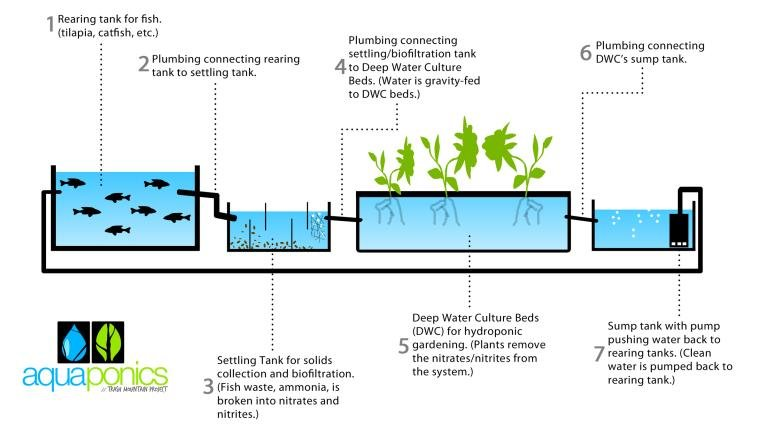 1 Rearing tank for fish.
(tilapia, catfish, etc.)
2 Plumbing connecting rearing
tank to settling tank.
Plumbing connecting
settling/biofiltration tank
4 to Deep Water Culture
Beds. (Water is gravity-fed
to DWC beds.)
6 Plumbing connecting
DWC's sump tank.
Settling Tank for solids
collection and biofiltration.
3 (Fish waste, ammonia, is
broken into nitrates and
nitrites.)
Deep Water Culture Beds
(DWC) for hydroponic
5 gardening. (Plants remove
the nitrates/nitrites from
the system.)
Sump tank with pump
pushing water back to
7 rearing tanks. (Clean
water is pumped back to
rearing tank.)
aquaponics
// TRASH MOUNTAIN PROJECT